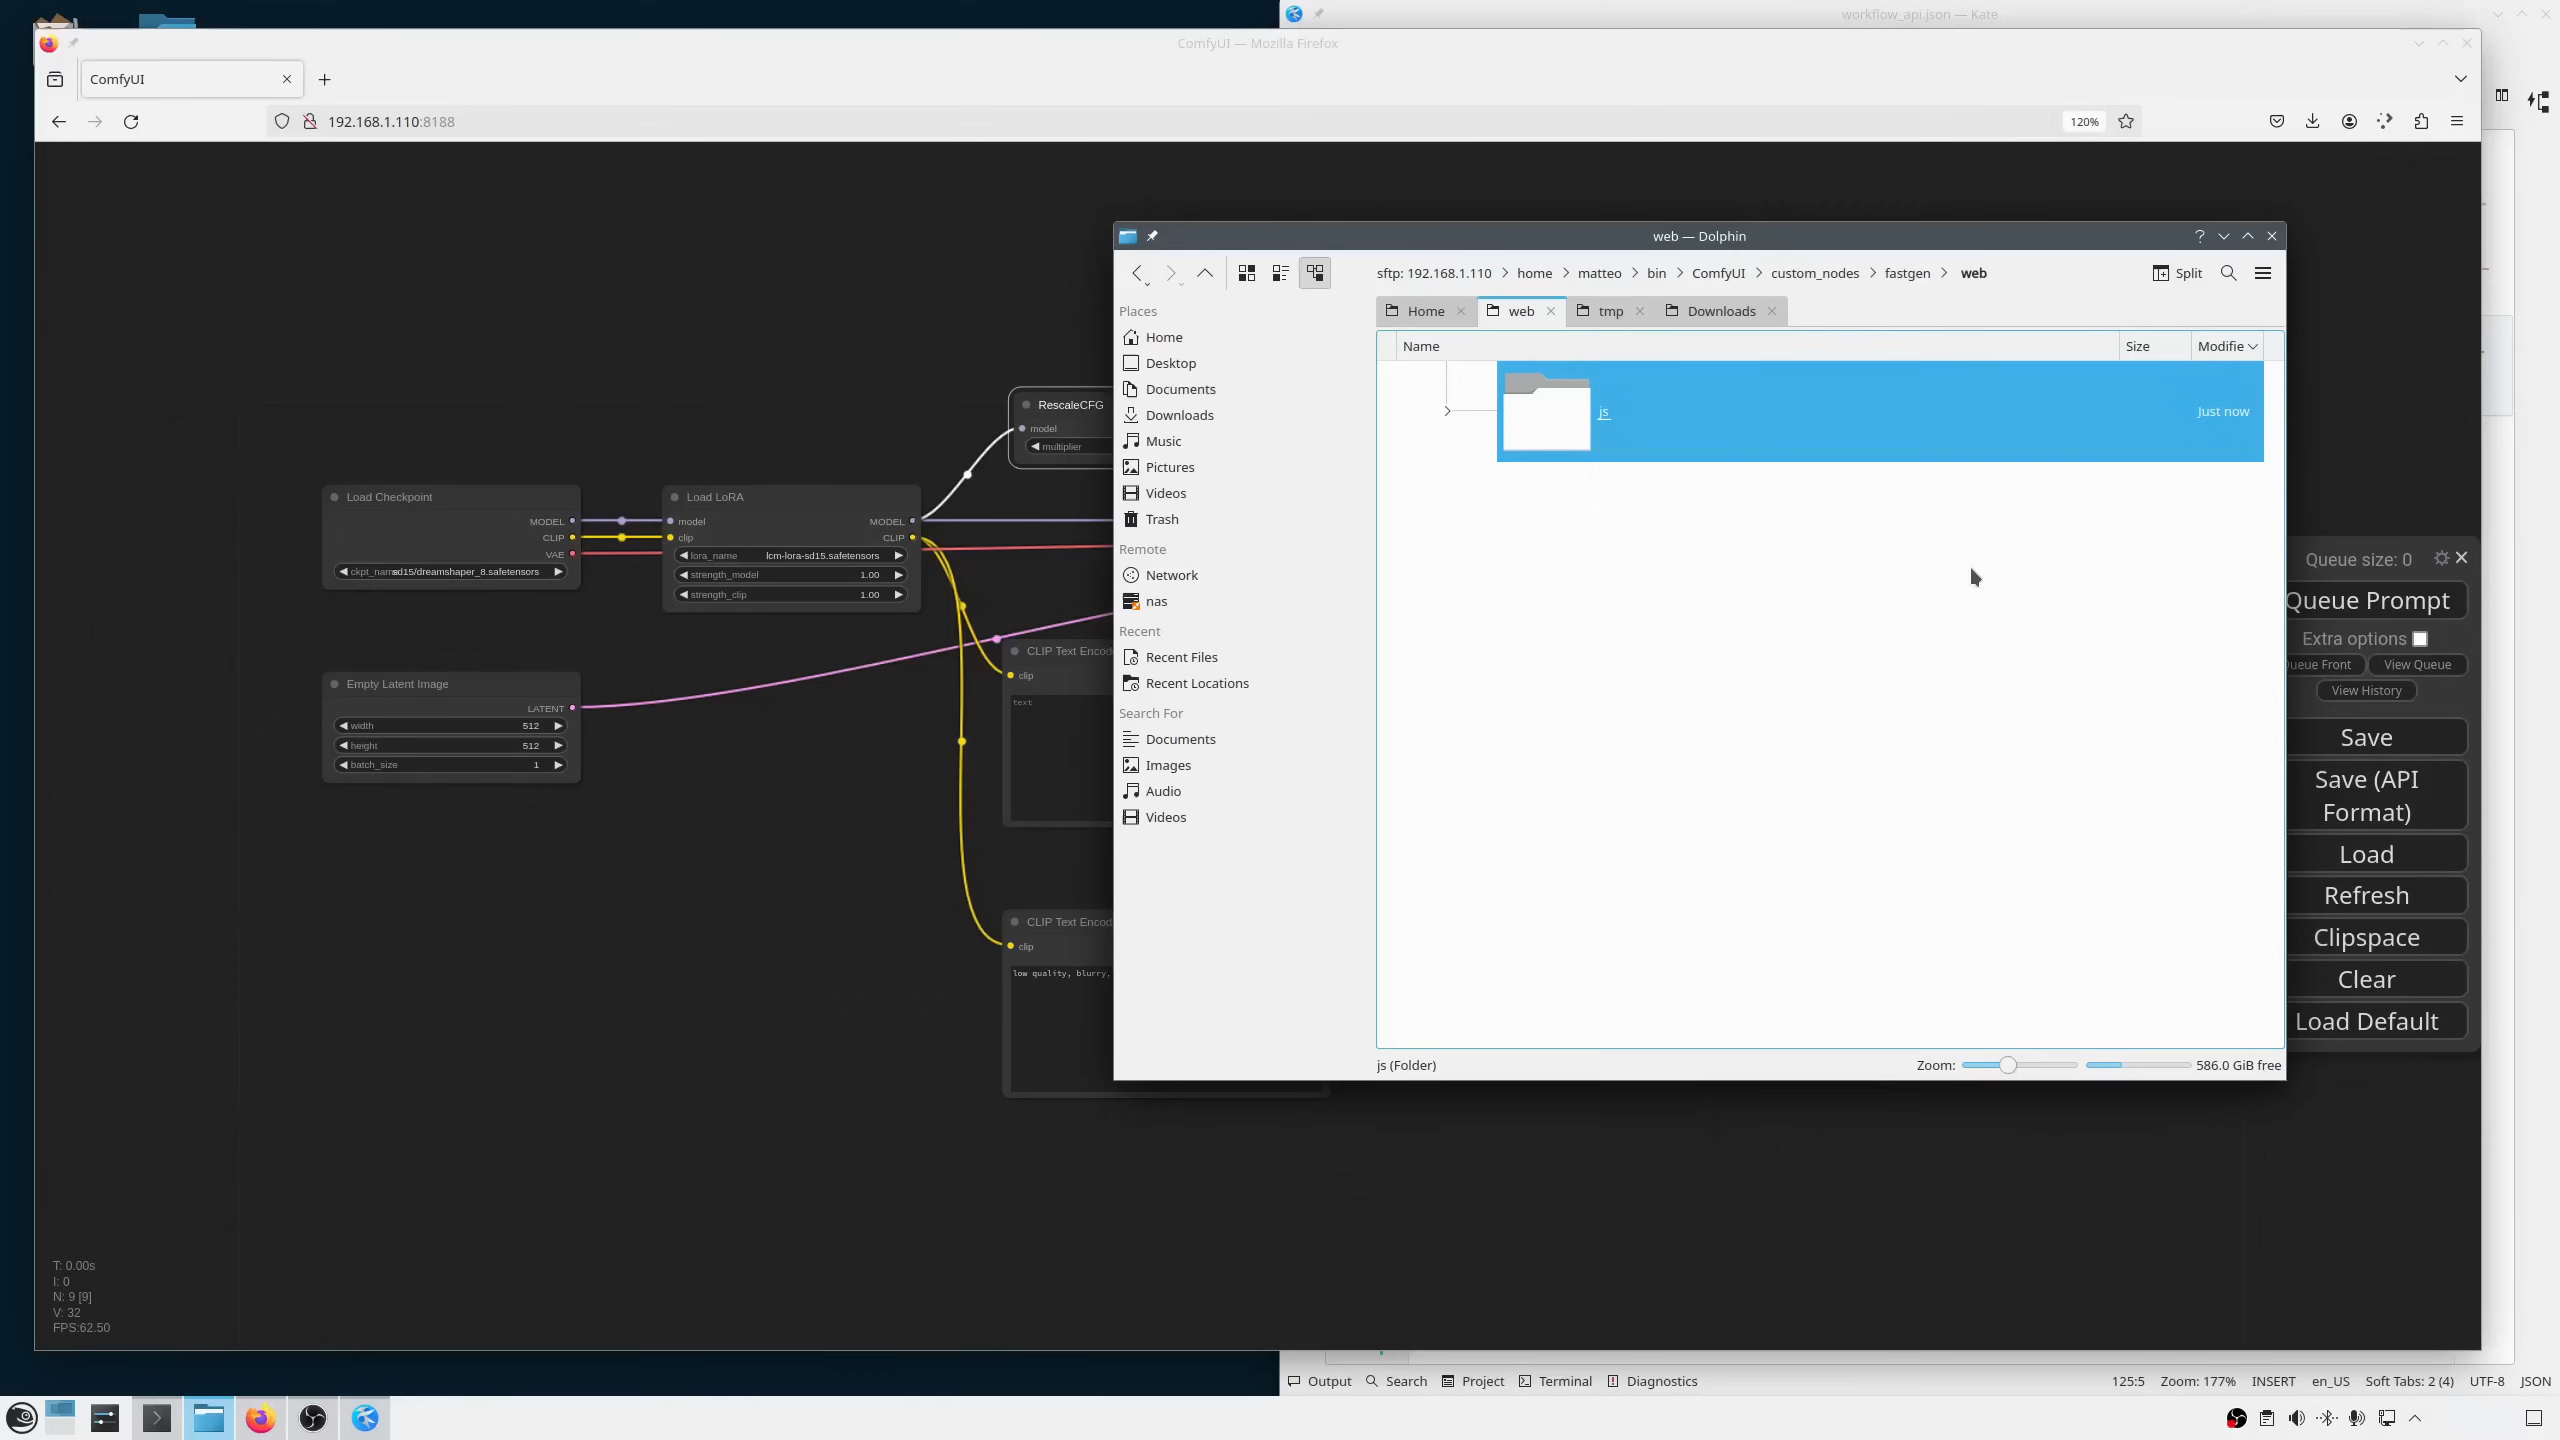 workflow_api.json — Kate
ComfyUI — Mozilla Firefox
ComfyUI
192.168.1.110:8188
120%
web — Dolphin
sftp: 192.168.1.110 home matteo bin ComfyUI custom_nodes fastgen web
Split
Home
web
tmp
Downloads
Places
Home
Desktop
Documents
Downloads
Music
Pictures
Videos
Trash
Remote
Network
nas
Recent
Recent Files
Recent Locations
Search For
Documents
Images
Audio
Videos
Name Size Modifie
js Just now
js (Folder)
Zoom:
586.0 GiB free
RescaleCFG
model
multiplier
Load Checkpoint
MODEL
CLIP
VAE
sd15/dreamshaper_8.safetensors
Load LoRA
model MODEL
clip CLIP
lora_name lcm-lora-sd15.safetensors
strength_model 1.00
strength_clip 1.00
Empty Latent Image
LATENT
width 512
height 512
batch_size 1
CLIP Text Encod
clip
text
CLIP Text Encod
clip
low quality, blurry,
Queue size: 0
Queue Prompt
Extra options
ueue Front
View Queue
View History
Save
Save (API
Format)
Load
Refresh
Clipspace
Clear
Load Default
T: 0.00s
I: 0
N: 9 [9]
V: 32
FPS:62.50
Output Search Project Terminal Diagnostics
125:5 Zoom: 177% INSERT en_US Soft Tabs: 2 (4) UTF-8 JSON